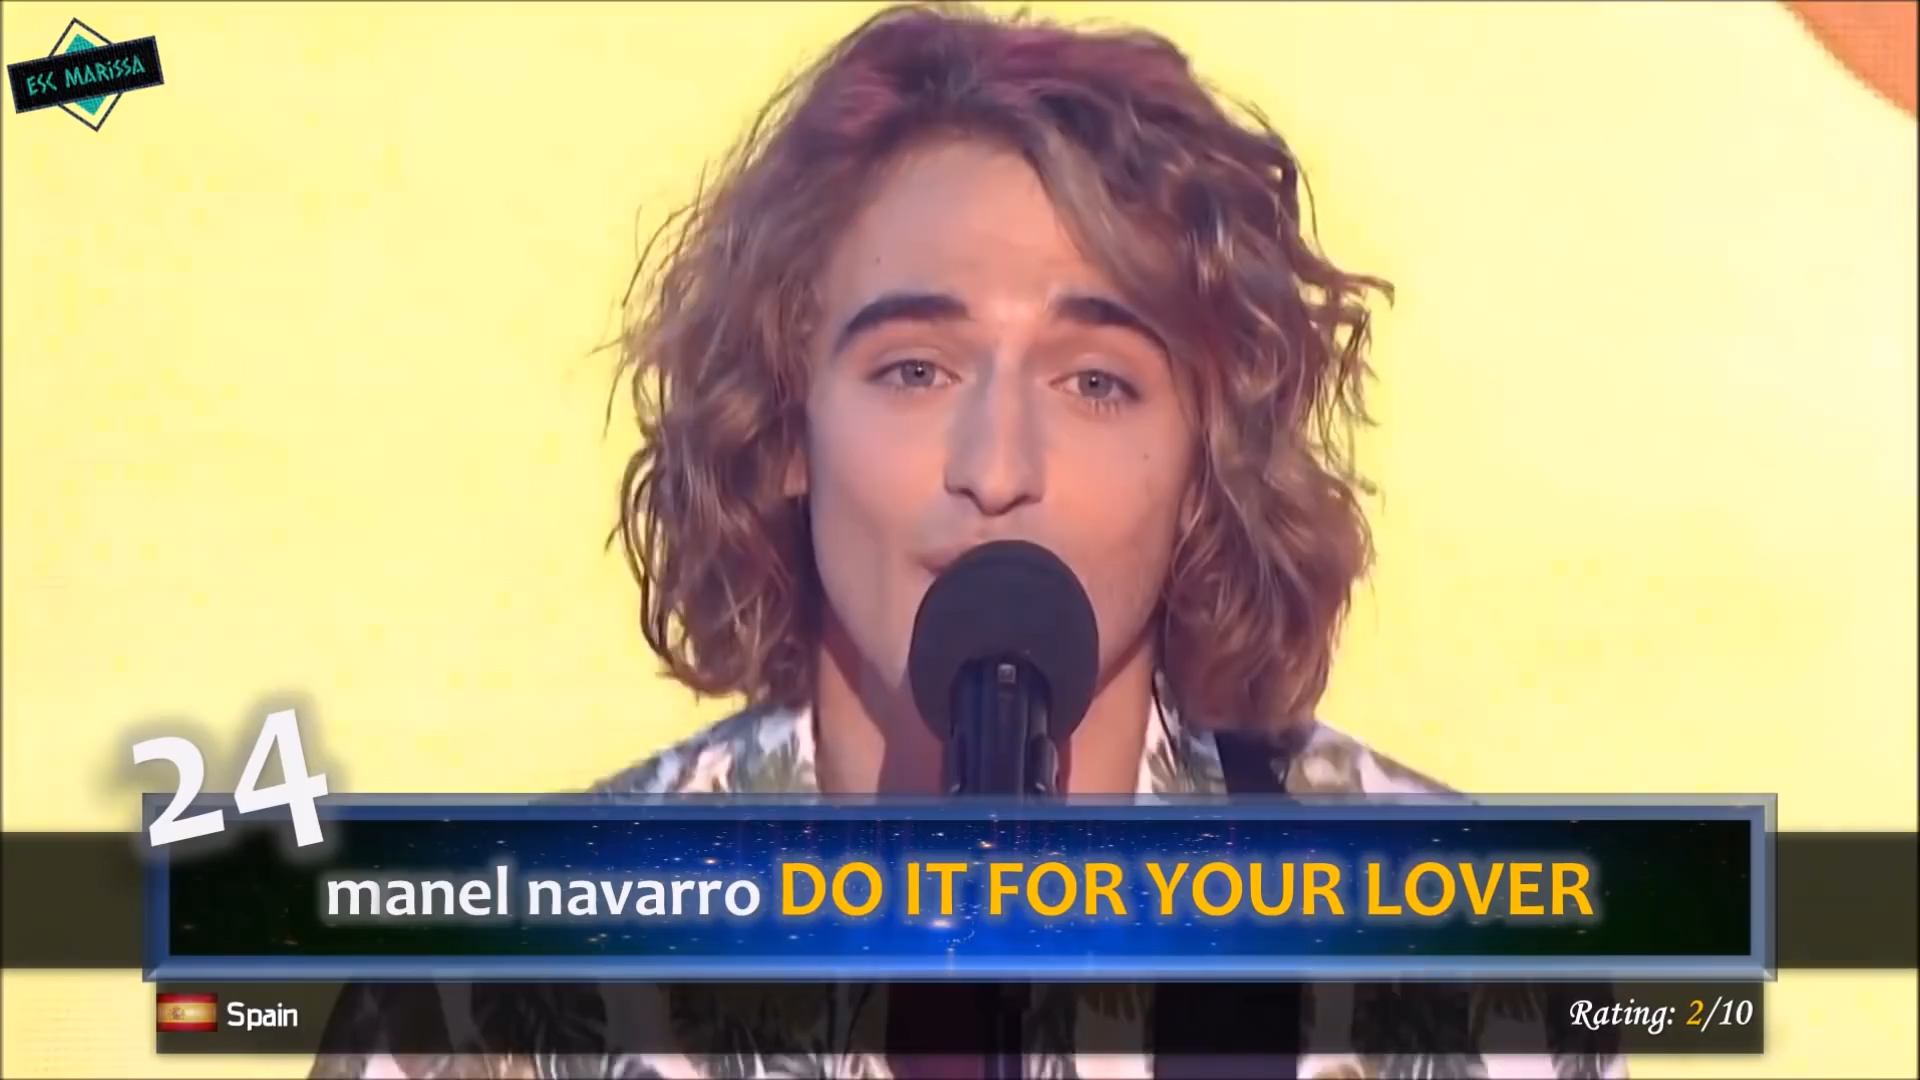 ESC MARISSA
24
manel navarro DO IT FOR YOUR LOVER
Spain
Rating: 2/10